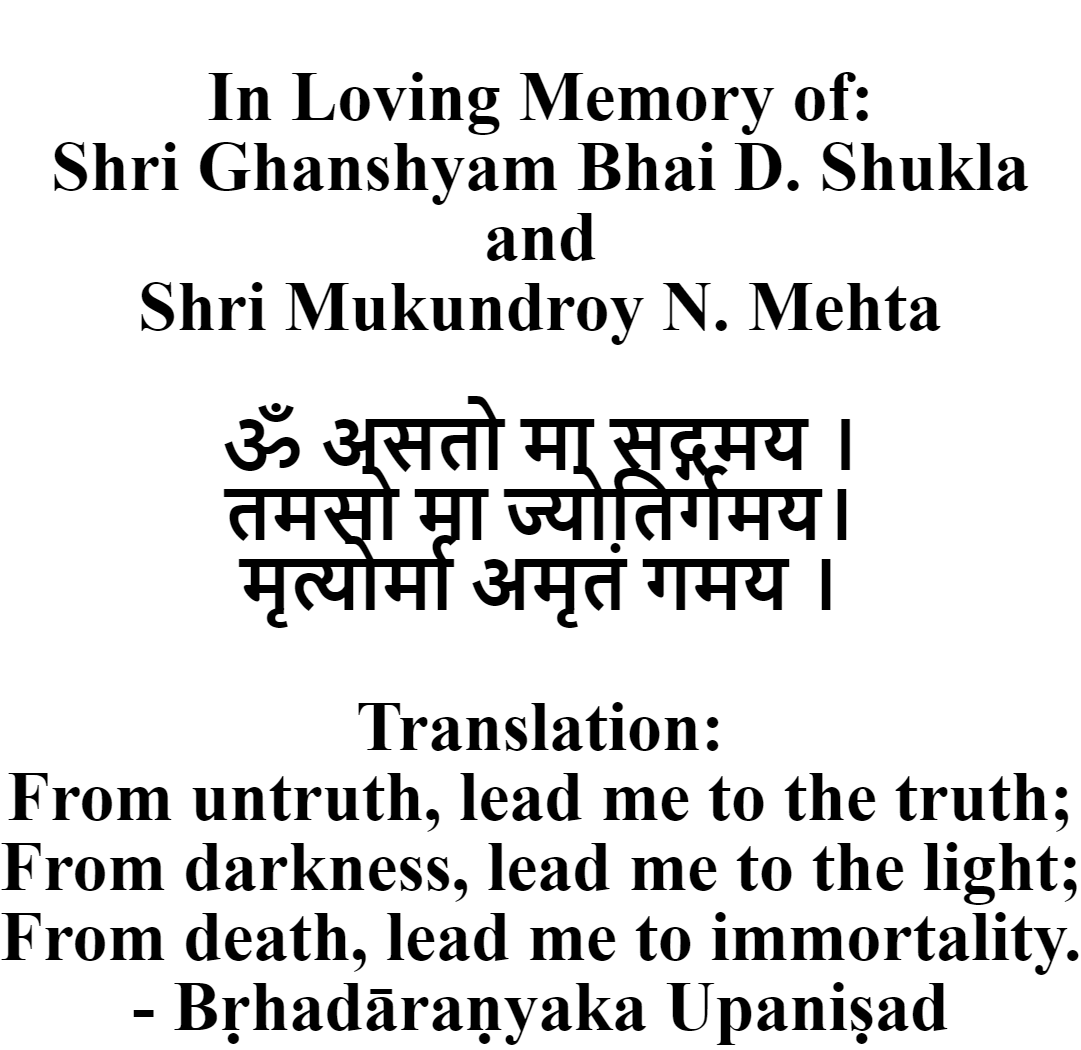 In Loving Memory of:
Shri Ghanshyam Bhai D. Shukla
and
Shri Mukundroy N. Mehta
ॐ असतो मा सद्गमय ।
तमसो मा ज्योतिर्गमय।
मृत्योर्मा अमृतं गमय ।
Translation:
From untruth, lead me to the truth;
From darkness, lead me to the light;
From death, lead me to immortality.
- Bṛhadāraṇyaka Upaniṣad